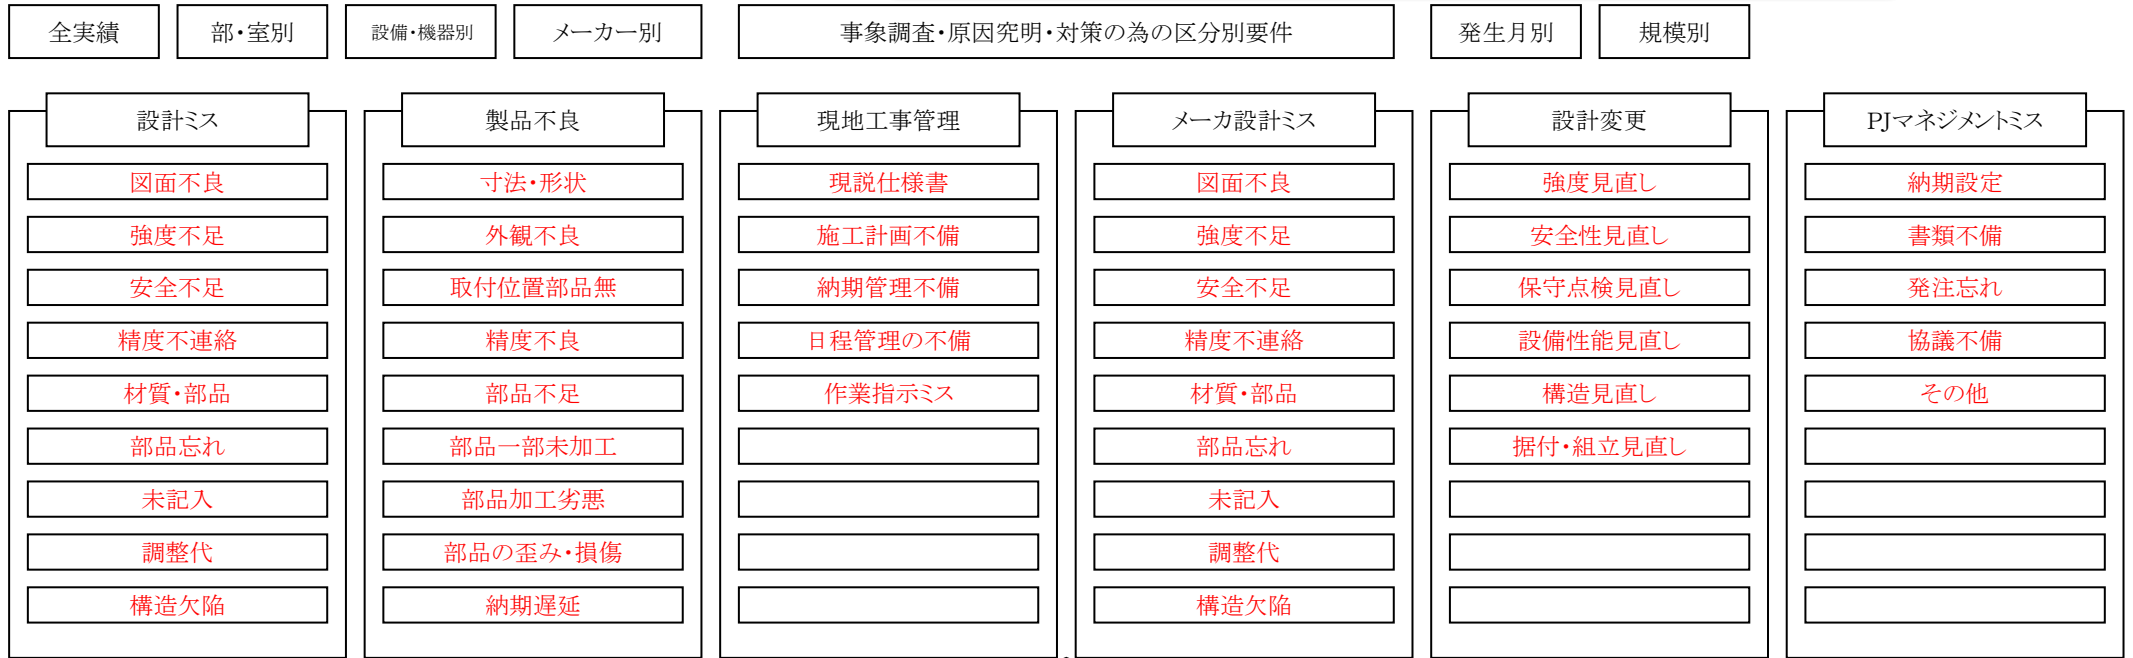 全実績
部・室別
設備・機器別
メーカー別
事象調査・原因究明・対策の為の区分別要件
発生月別
規模別
設計ミス
図面不良
強度不足
安全不足
精度不連絡
材質・部品
部品忘れ
未記入
調整代
構造欠陥
製品不良
寸法・形状
外観不良
取付位置部品無
精度不良
部品不足
部品一部未加工
部品加工劣悪
部品の歪み・損傷
納期遅延
現地工事管理
現説仕様書
施工計画不備
納期管理不備
日程管理の不備
作業指示ミス
メーカ設計ミス
図面不良
強度不足
安全不足
精度不連絡
材質・部品
部品忘れ
未記入
調整代
構造欠陥
設計変更
強度見直し
安全性見直し
保守点検見直し
設備性能見直し
構造見直し
据付・組立見直し
PJマネジメントミス
納期設定
書類不備
発注忘れ
協議不備
その他